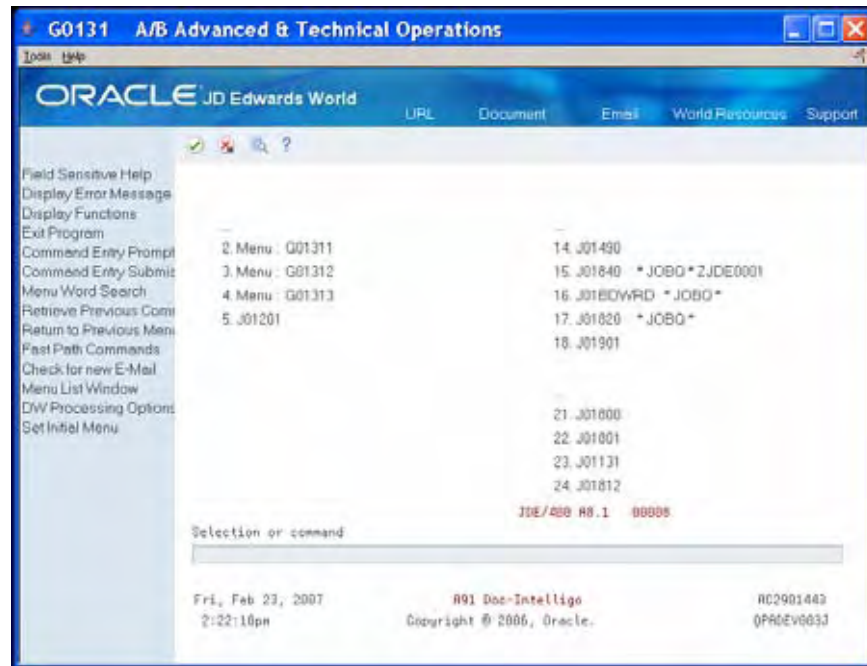 G0131 A/B Advanced & Technical Operations
Tools Help
ORACLE JD Edwards World
URL Document Email World Resources Support
Field Sensitive Help
Display Error Message
Display Functions
Exit Program
Command Entry Prompt
Command Entry Submis
Menu Word Search
Retrieve Previous Com
Return to Previous Menu
Fast Path Commands
Check for new E-Mail
Menu List Window
DW Processing Options
Set Initial Menu
2. Menu : G01311
3. Menu : G01312
4. Menu : G01313
5. J01201
14. J01490
15. J01840 *JOBQ*ZJDE0001
16. J01BDWRD *JOBQ*
17. J01820 *JOBQ*
18. J01901
21. J01800
22. J01801
23. J01131
24. J01812
JDE/400 A8.1 00008
Selection or command
Fri, Feb 23, 2007 A91 Doc-Intelligo RC2901443
2:22:18pm Copyright © 2006, Oracle. QPADEV003J